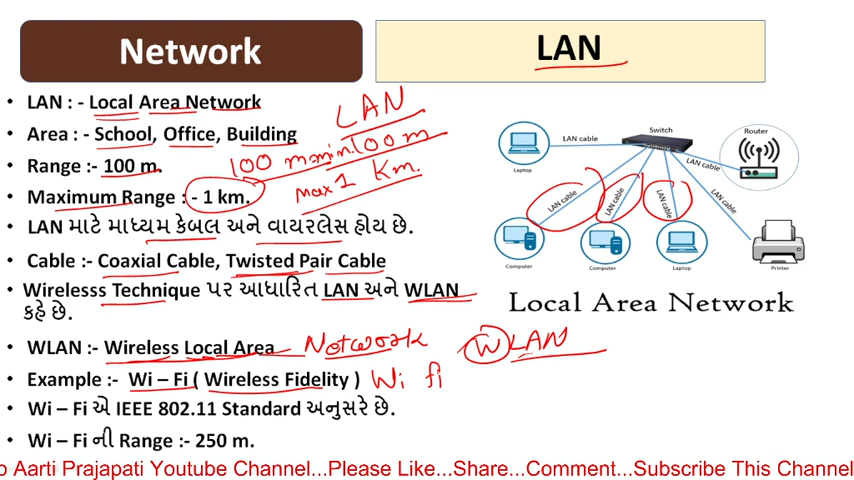 Network
LAN
• LAN : - Local Area Network
• Area : - School, Office, Building
• Range :- 100 m.
• Maximum Range : - 1 km.
• LAN માટે માધ્યમ કેબલ અને વાયરલેસ હોય છે.
• Cable :- Coaxial Cable, Twisted Pair Cable
• Wirelesss Technique પર આધારિત LAN અને WLAN
કહે છે.
• WLAN :- Wireless Local Area Network
• Example :- Wi – Fi ( Wireless Fidelity ) Wi fi
• Wi – Fi એ IEEE 802.11 Standard અનુસરે છે.
• Wi – Fi ની Range :- 250 m.
LAN
100 m min 100 m
max 1 Km.
WLAN
LAN cable
Switch
Router
Laptop
LAN cable
LAN cable
LAN cable
LAN cable
LAN cable
Computer
Computer
Laptop
Printer
Local Area Network
o Aarti Prajapati Youtube Channel...Please Like...Share...Comment...Subscribe This Channel